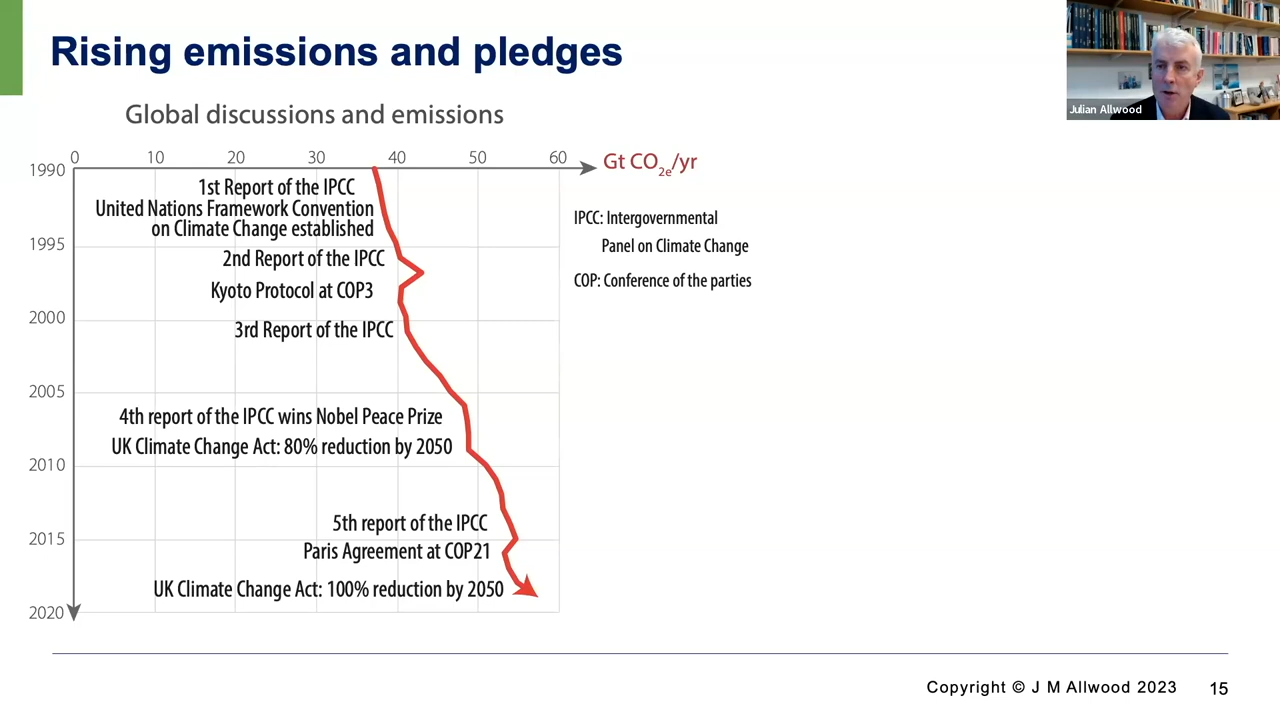 Rising emissions and pledges
Julian Allwood
Global discussions and emissions
0 10 20 30 40 50 60
Gt CO2e/yr
1990
1st Report of the IPCC
United Nations Framework Convention
on Climate Change established
IPCC: Intergovernmental
Panel on Climate Change
1995
2nd Report of the IPCC
COP: Conference of the parties
Kyoto Protocol at COP3
2000
3rd Report of the IPCC
2005
4th report of the IPCC wins Nobel Peace Prize
UK Climate Change Act: 80% reduction by 2050
2010
5th report of the IPCC
2015
Paris Agreement at COP21
UK Climate Change Act: 100% reduction by 2050
2020
Copyright © J M Allwood 2023
15